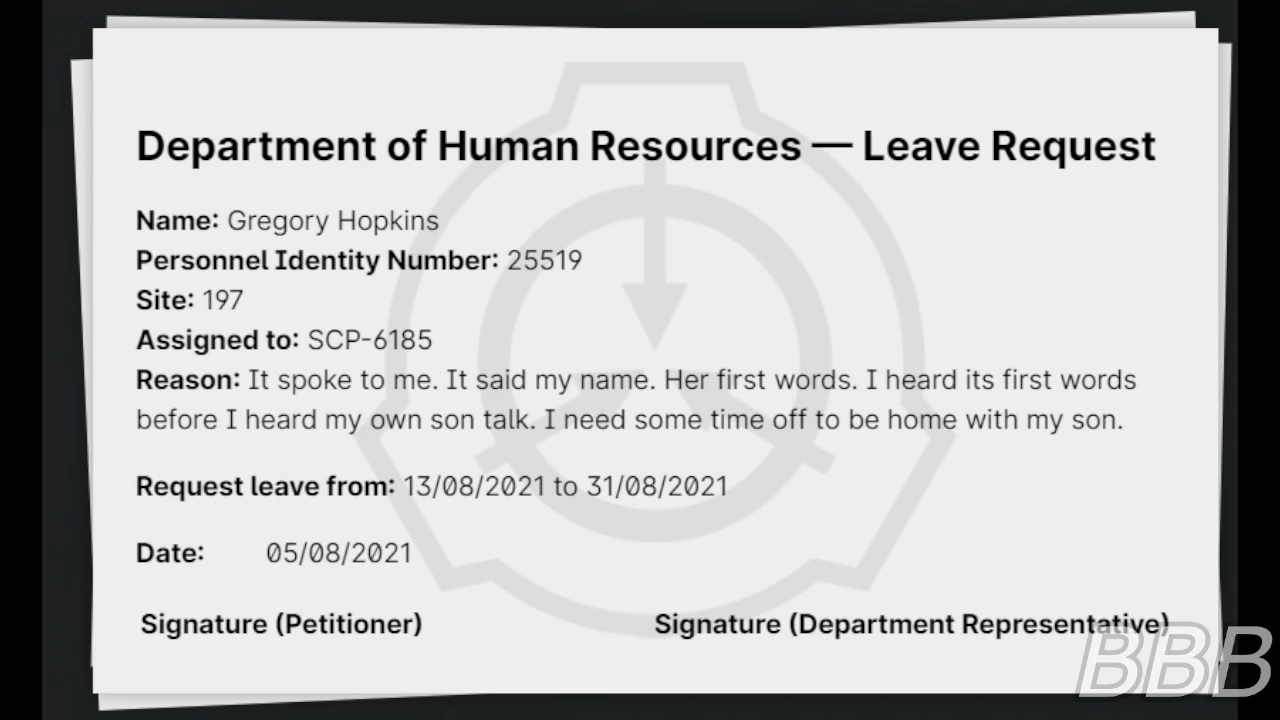 Department of Human Resources — Leave Request
Name: Gregory Hopkins
Personnel Identity Number: 25519
Site: 197
Assigned to: SCP-6185
Reason: It spoke to me. It said my name. Her first words. I heard its first words
before I heard my own son talk. I need some time off to be home with my son.
Request leave from: 13/08/2021 to 31/08/2021
Date: 05/08/2021
Signature (Petitioner) Signature (Department Representative)
BBB